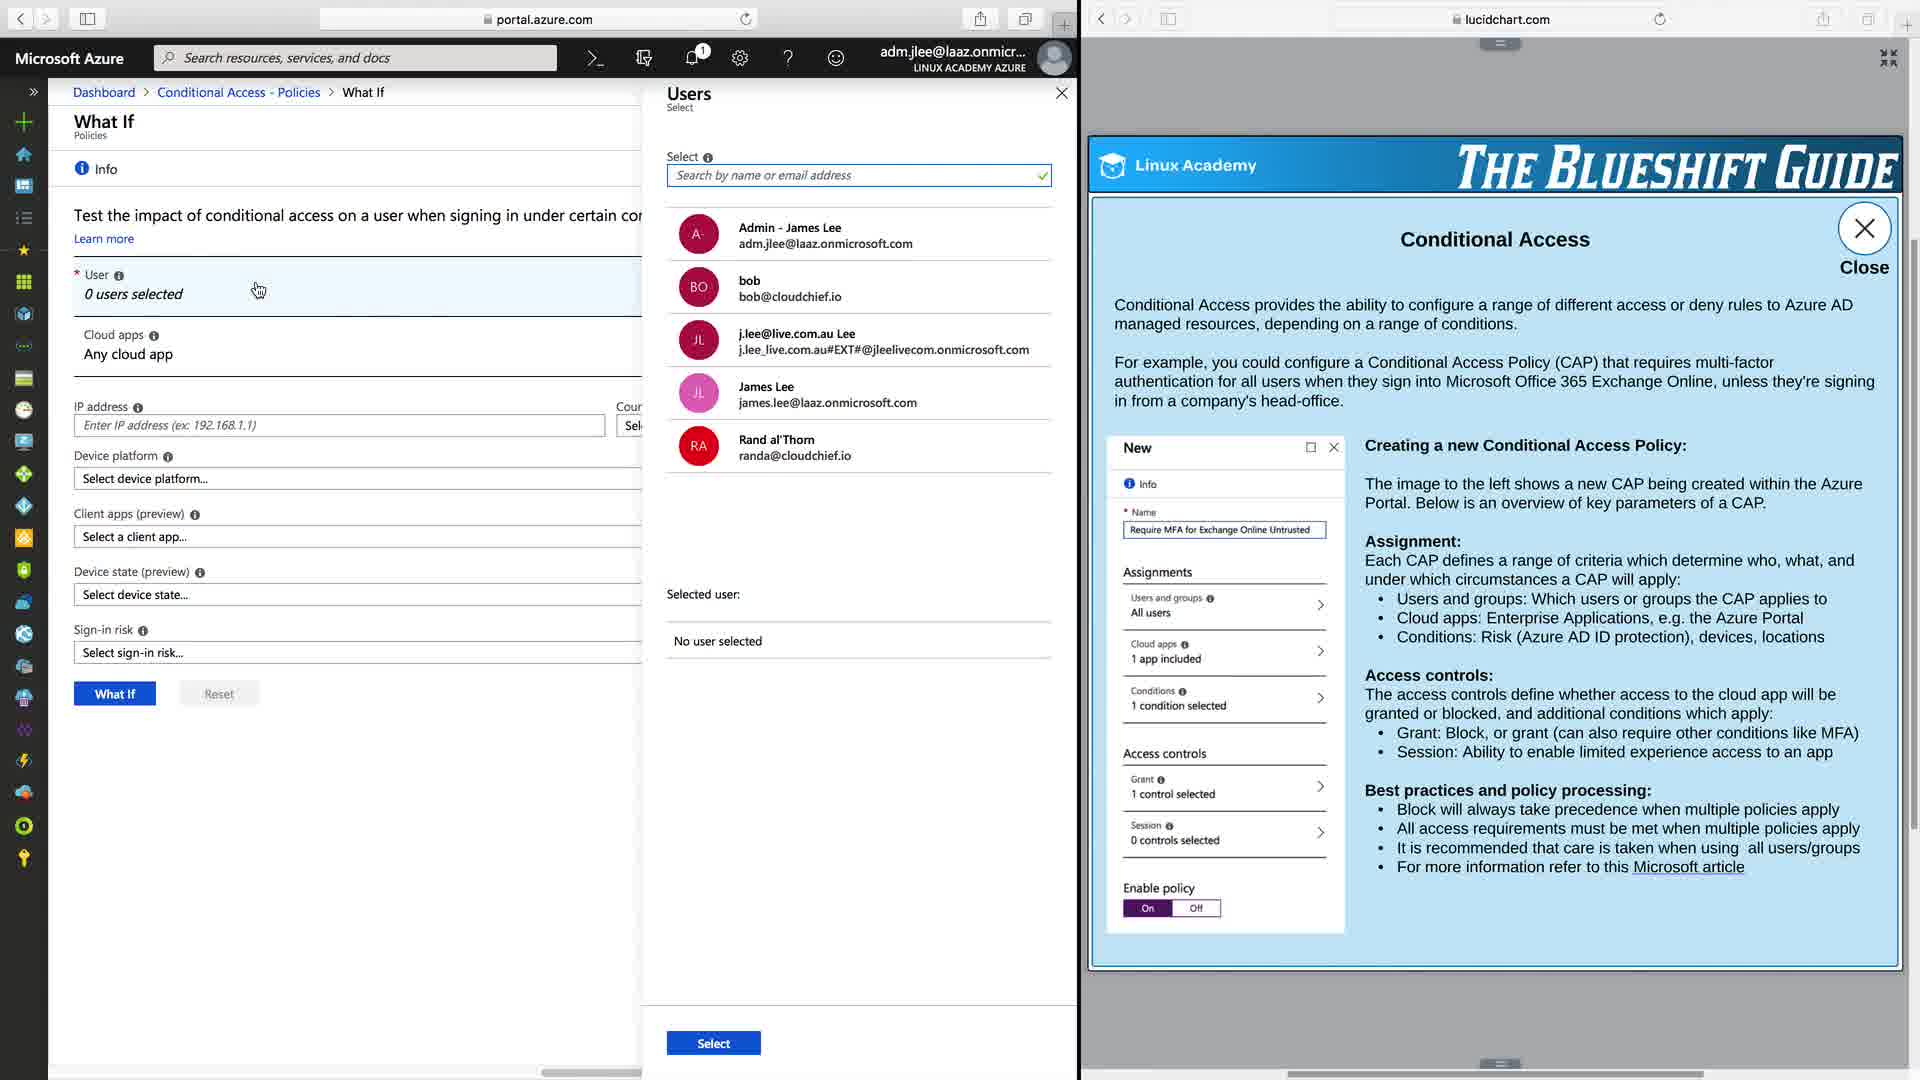 portal.azure.com
Microsoft Azure
Search resources, services, and docs
1
adm.jlee@laaz.onmicr...
LINUX ACADEMY AZURE
Dashboard > Conditional Access - Policies > What If
What If
Policies
Info
Test the impact of conditional access on a user when signing in under certain cor
Learn more
* User
0 users selected
Cloud apps
Any cloud app
IP address
Cour
Enter IP address (ex: 192.168.1.1)
Sele
Device platform
Select device platform...
Client apps (preview)
Select a client app...
Device state (preview)
Select device state...
Sign-in risk
Select sign-in risk...
What If
Reset
Users
Select
Select
Search by name or email address
A-
Admin - James Lee
adm.jlee@laaz.onmicrosoft.com
BO
bob
bob@cloudchief.io
JL
j.lee@live.com.au Lee
j.lee_live.com.au#EXT#@jleelivecom.onmicrosoft.com
JL
James Lee
james.lee@laaz.onmicrosoft.com
RA
Rand al'Thorn
randa@cloudchief.io
Selected user:
No user selected
Select
lucidchart.com
Linux Academy
THE BLUESHIFT GUIDE
Conditional Access
Close
Conditional Access provides the ability to configure a range of different access or deny rules to Azure AD
managed resources, depending on a range of conditions.
For example, you could configure a Conditional Access Policy (CAP) that requires multi-factor
authentication for all users when they sign into Microsoft Office 365 Exchange Online, unless they're signing
in from a company's head-office.
New
Info
* Name
Require MFA for Exchange Online Untrusted
Assignments
Users and groups
All users
Cloud apps
1 app included
Conditions
1 condition selected
Access controls
Grant
1 control selected
Session
0 controls selected
Enable policy
On
Off
Creating a new Conditional Access Policy:
The image to the left shows a new CAP being created within the Azure
Portal. Below is an overview of key parameters of a CAP.
Assignment:
Each CAP defines a range of criteria which determine who, what, and
under which circumstances a CAP will apply:
• Users and groups: Which users or groups the CAP applies to
• Cloud apps: Enterprise Applications, e.g. the Azure Portal
• Conditions: Risk (Azure AD ID protection), devices, locations
Access controls:
The access controls define whether access to the cloud app will be
granted or blocked, and additional conditions which apply:
• Grant: Block, or grant (can also require other conditions like MFA)
• Session: Ability to enable limited experience access to an app
Best practices and policy processing:
• Block will always take precedence when multiple policies apply
• All access requirements must be met when multiple policies apply
• It is recommended that care is taken when using all users/groups
• For more information refer to this Microsoft article